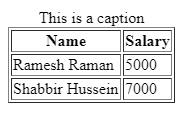 This is a caption
Name Salary
Ramesh Raman 5000
Shabbir Hussein 7000